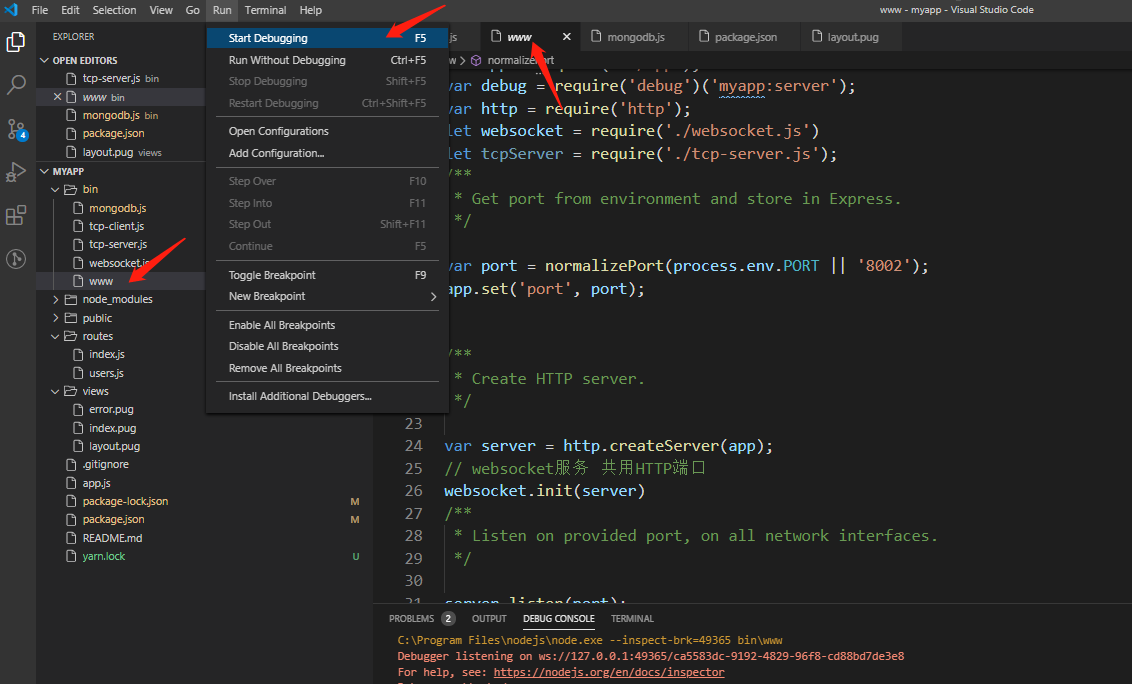 File Edit Selection View Go Run Terminal Help
www - myapp - Visual Studio Code
EXPLORER
OPEN EDITORS
tcp-server.js bin
www bin
mongodb.js bin
package.json
layout.pug views
MYAPP
bin
mongodb.js
tcp-client.js
tcp-server.js
websocket.js
www
node_modules
public
routes
index.js
users.js
views
error.pug
index.pug
layout.pug
.gitignore
app.js
package-lock.json M
package.json M
README.md
yarn.lock U
4
Start Debugging F5
Run Without Debugging Ctrl+F5
Stop Debugging Shift+F5
Restart Debugging Ctrl+Shift+F5
Open Configurations
Add Configuration...
Step Over F10
Step Into F11
Step Out Shift+F11
Continue F5
Toggle Breakpoint F9
New Breakpoint
Enable All Breakpoints
Disable All Breakpoints
Remove All Breakpoints
Install Additional Debuggers...
js www mongodb.js package.json layout.pug
w > normalizePort
var debug = require('debug')('myapp:server');
var http = require('http');
let websocket = require('./websocket.js')
let tcpServer = require('./tcp-server.js');
/**
* Get port from environment and store in Express.
*/
var port = normalizePort(process.env.PORT || '8002');
app.set('port', port);
/**
* Create HTTP server.
*/
23
24 var server = http.createServer(app);
25 // websocket服务 共用HTTP端口
26 websocket.init(server)
27 /**
28 * Listen on provided port, on all network interfaces.
29 */
30
31 server.listen(port);
PROBLEMS 2 OUTPUT DEBUG CONSOLE TERMINAL
C:\Program Files\nodejs\node.exe --inspect-brk=49365 bin\www
Debugger listening on ws://127.0.0.1:49365/ca5583dc-9192-4829-96f8-cd88bd7de3e8
For help, see: https://nodejs.org/en/docs/inspector